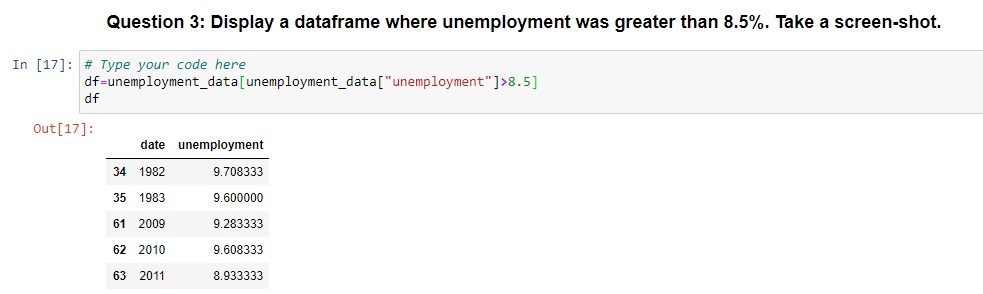 Question 3: Display a dataframe where unemployment was greater than 8.5%. Take a screen-shot.
In [17]: # Type your code here
df=unemployment_data[unemployment_data["unemployment"]>8.5]
df
Out[17]:
date unemployment
34 1982 9.708333
35 1983 9.600000
61 2009 9.283333
62 2010 9.608333
63 2011 8.933333